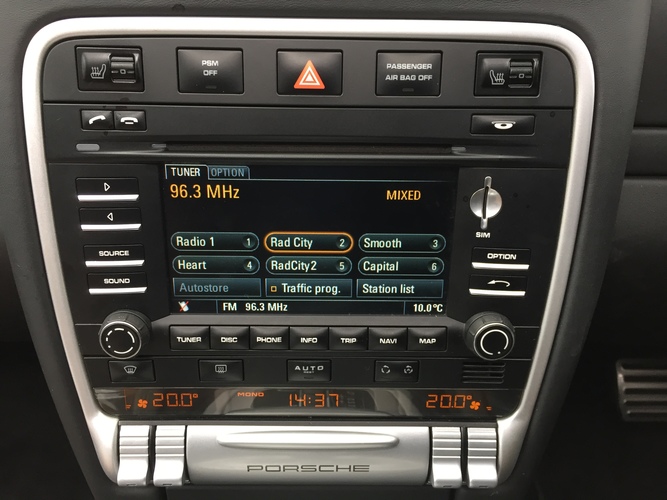 PSM OFF
PASSENGER AIR BAG OFF
TUNER OPTION
96.3 MHz MIXED
SIM
Radio 1 1 Rad City 2 Smooth 3
Heart 4 RadCity2 5 Capital 6
Autostore Traffic prog. Station list
FM 96.3 MHz 10.0°C
SOURCE
SOUND
OPTION
TUNER DISC PHONE INFO TRIP NAVI MAP
AUTO
MONO
20.0° 14:37 20.0°
PORSCHE